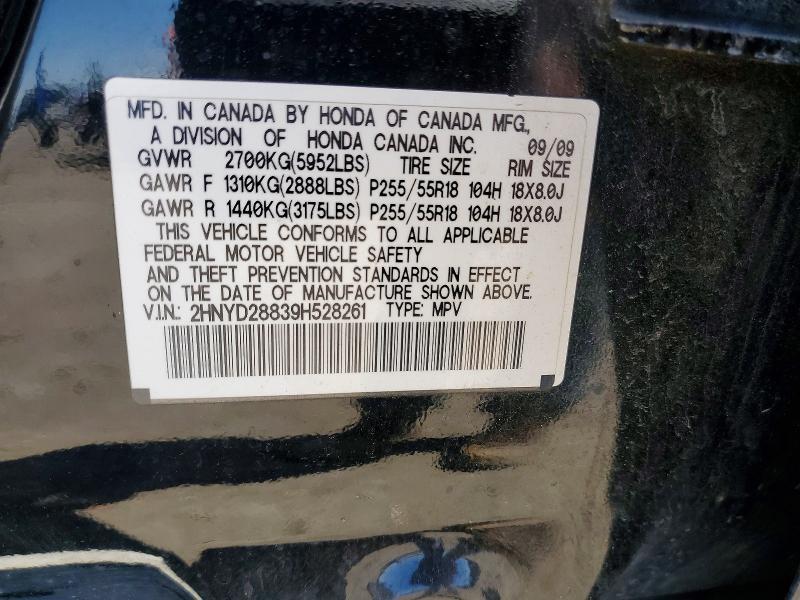 MFD. IN CANADA BY HONDA OF CANADA MFG.,
A DIVISION OF HONDA CANADA INC. 09/09
GVWR 2700KG(5952LBS) TIRE SIZE RIM SIZE
GAWR F 1310KG(2888LBS) P255/55R18 104H 18X8.0J
GAWR R 1440KG(3175LBS) P255/55R18 104H 18X8.0J
THIS VEHICLE CONFORMS TO ALL APPLICABLE
FEDERAL MOTOR VEHICLE SAFETY
AND THEFT PREVENTION STANDARDS IN EFFECT
ON THE DATE OF MANUFACTURE SHOWN ABOVE.
V.I.N.: 2HNYD28839H528261 TYPE: MPV